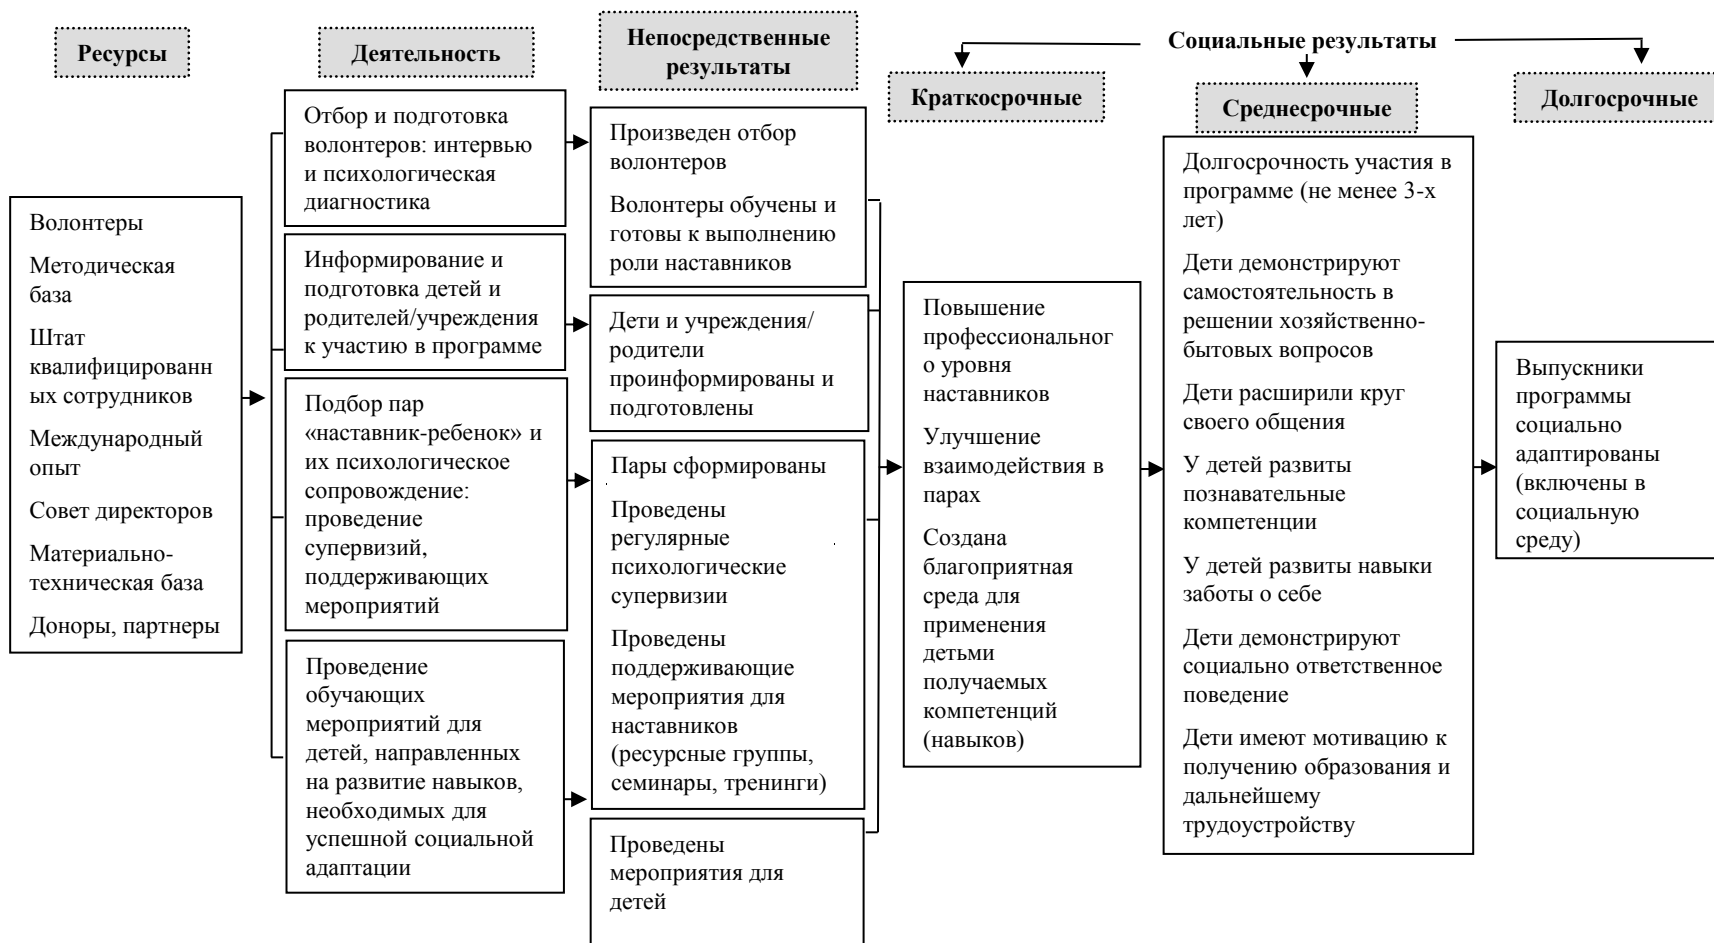 Ресурсы
Деятельность
Непосредственные
результаты
Социальные результаты
Краткосрочные
Среднесрочные
Долгосрочные
Волонтеры
Методическая
база
Штат
квалифицированн
ых сотрудников
Международный
опыт
Совет директоров
Материально-
техническая база
Доноры, партнеры
Отбор и подготовка
волонтеров: интервью
и психологическая
диагностика
Информирование и
подготовка детей и
родителей/учреждения
к участию в программе
Подбор пар
«наставник-ребенок» и
их психологическое
сопровождение:
проведение
супервизий,
поддерживающих
мероприятий
Проведение
обучающих
мероприятий для
детей, направленных
на развитие навыков,
необходимых для
успешной социальной
адаптации
Произведен отбор
волонтеров
Волонтеры обучены и
готовы к выполнению
роли наставников
Дети и учреждения/
родители
проинформированы и
подготовлены
Пары сформированы
Проведены
регулярные
психологические
супервизии
Проведены
поддерживающие
мероприятия для
наставников
(ресурсные группы,
семинары, тренинги)
Проведены
мероприятия для
детей
Повышение
профессиональног
о уровня
наставников
Улучшение
взаимодействия в
парах
Создана
благоприятная
среда для
применения
детьми
получаемых
компетенций
(навыков)
Долгосрочность участия в
программе (не менее 3-х
лет)
Дети демонстрируют
самостоятельность в
решении хозяйственно-
бытовых вопросов
Дети расширили круг
своего общения
У детей развиты
познавательные
компетенции
У детей развиты навыки
заботы о себе
Дети демонстрируют
социально ответственное
поведение
Дети имеют мотивацию к
получению образования и
дальнейшему
трудоустройству
Выпускники
программы
социально
адаптированы
(включены в
социальную
среду)